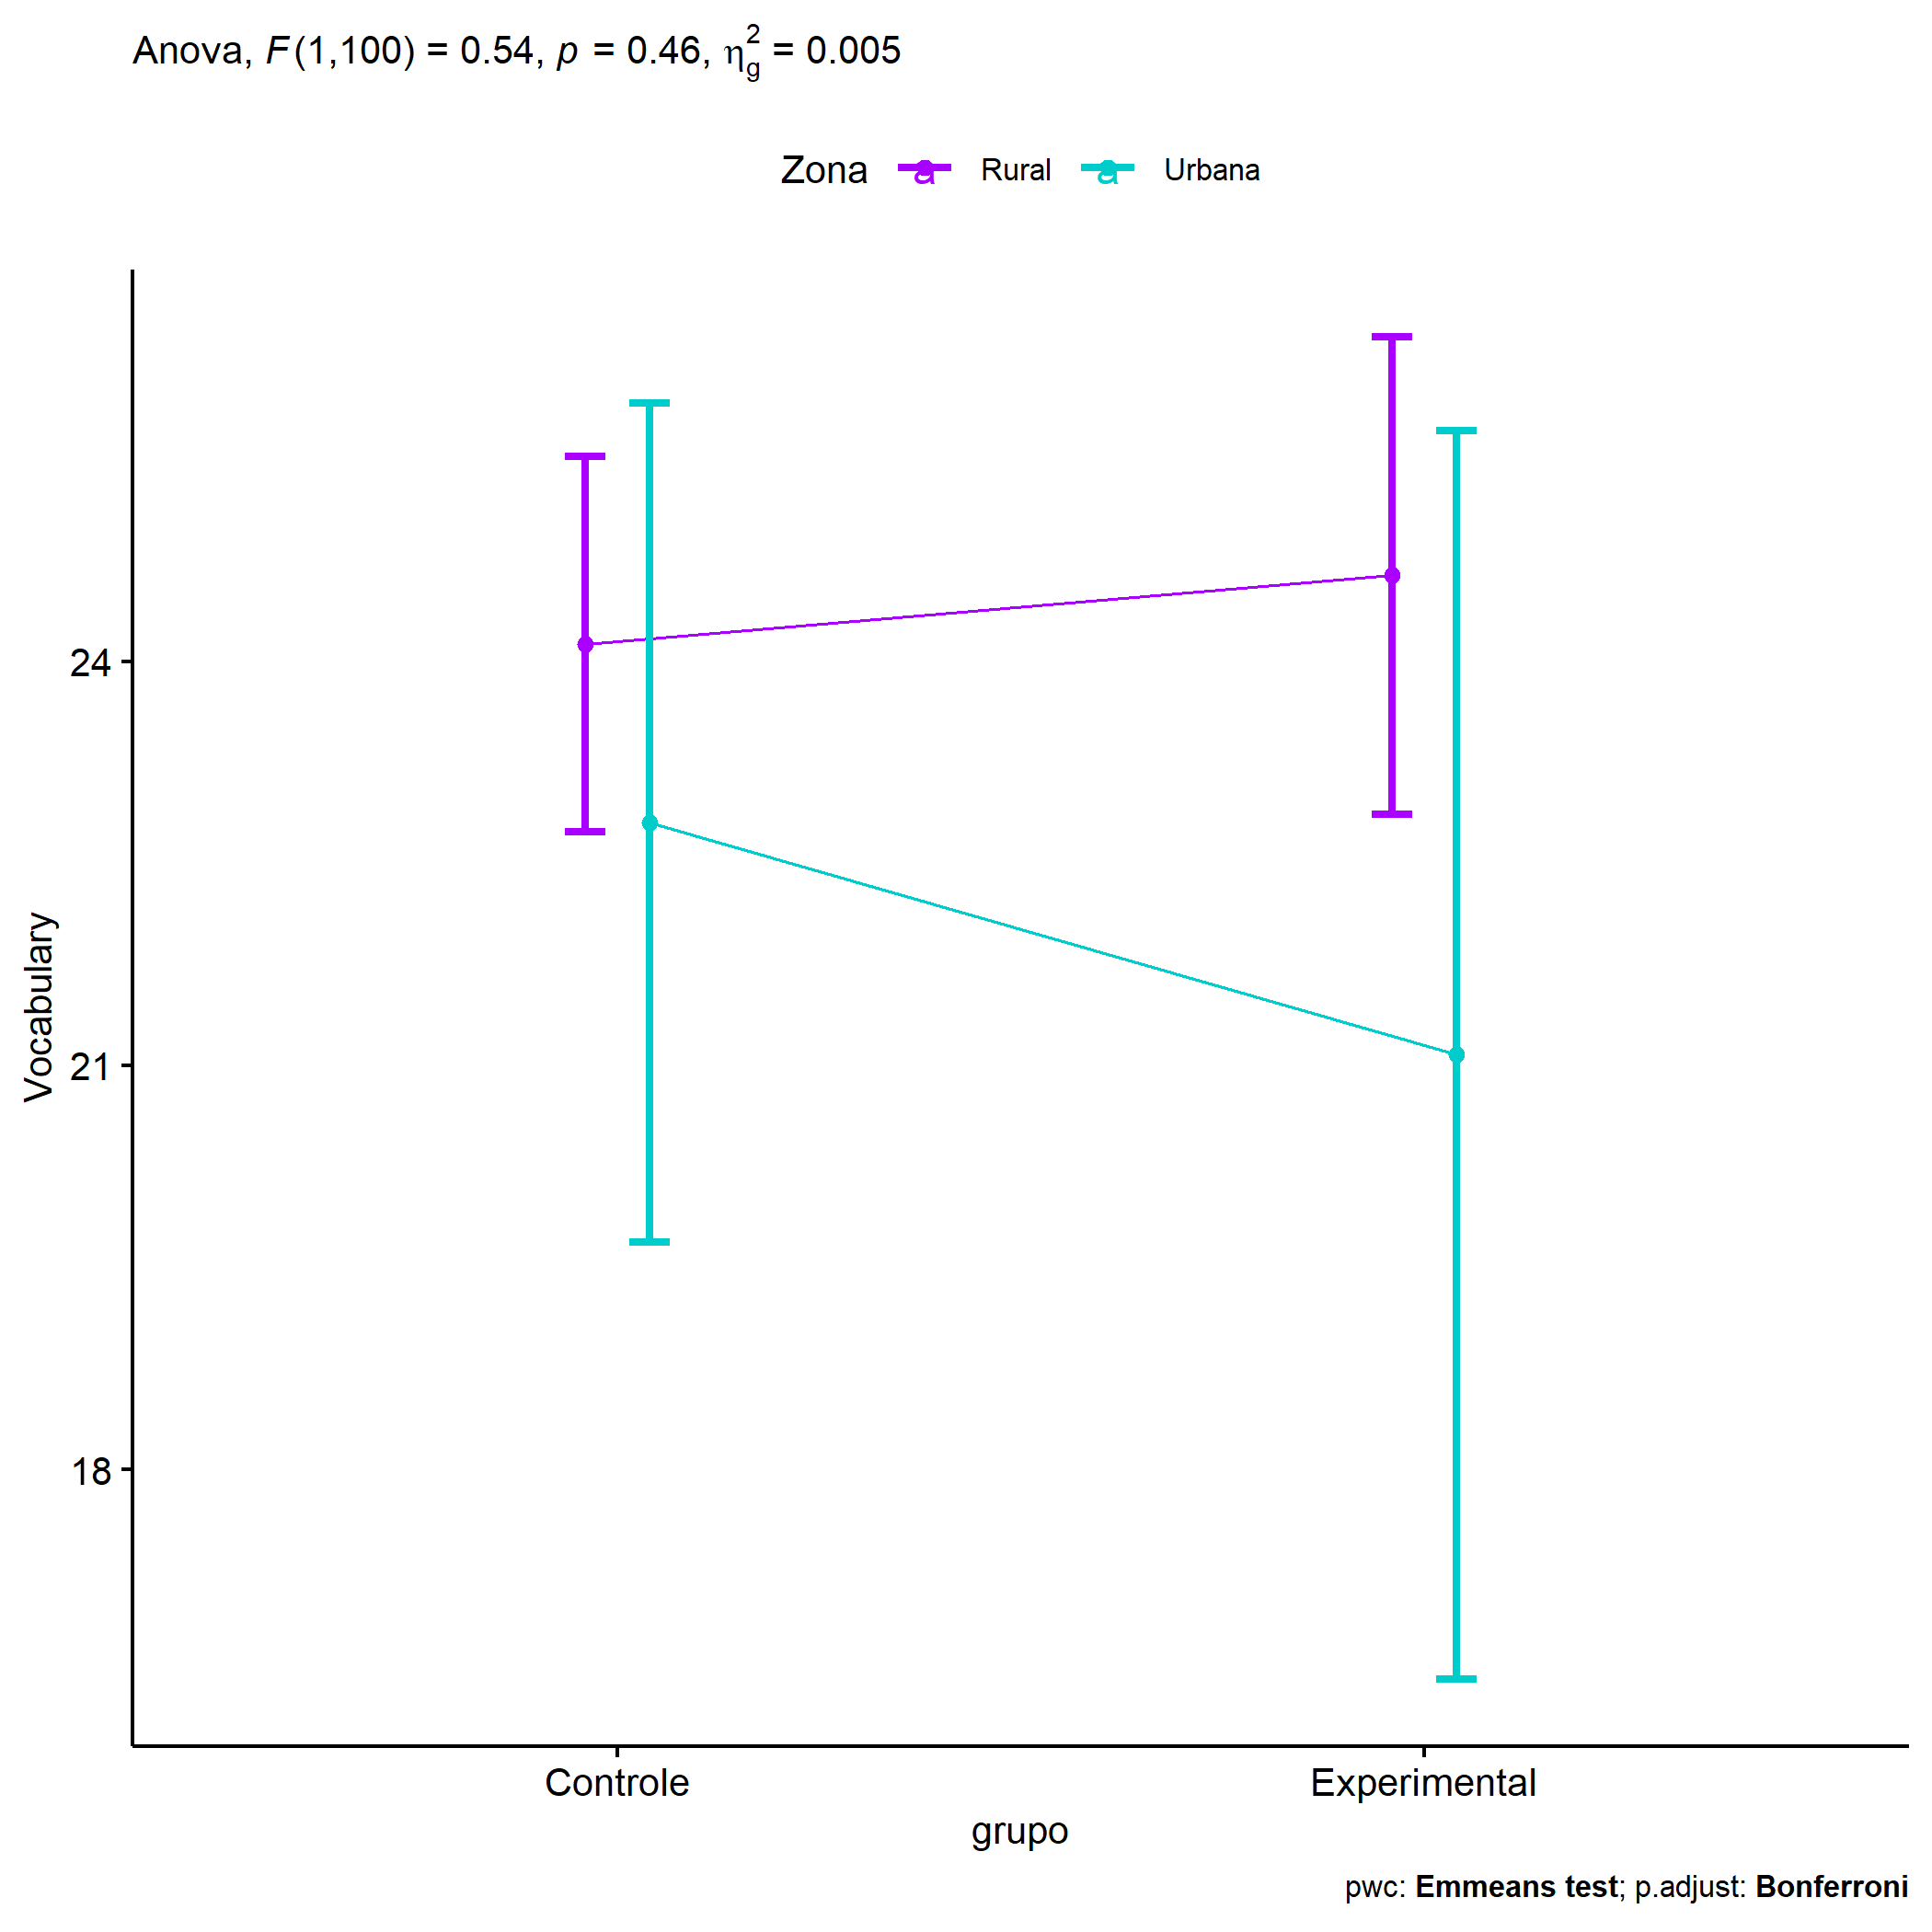 Anova, F(1,100) = 0.54, p = 0.46, η²g = 0.005
Zona a Rural a Urbana
Vocabulary
24
21
18
Controle Experimental
grupo
pwc: Emmeans test; p.adjust: Bonferroni